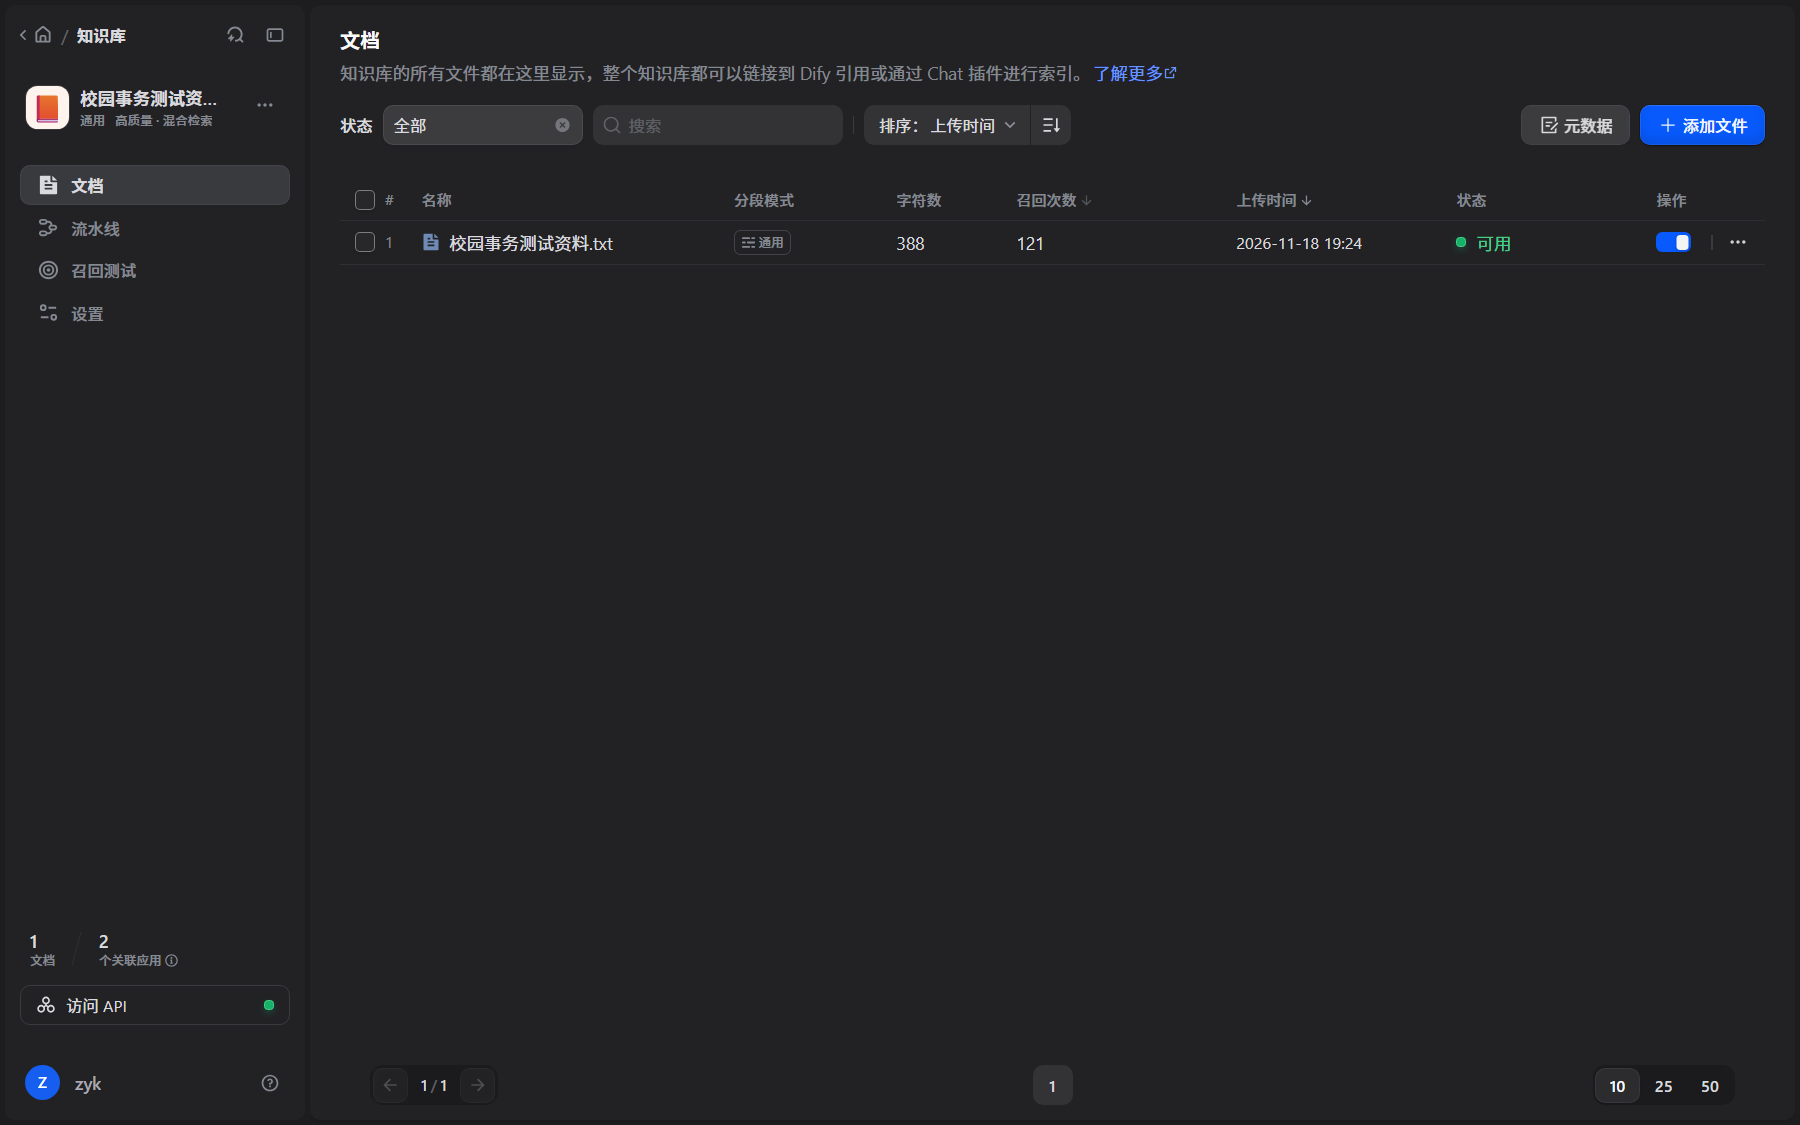 / 知识库
校园事务测试资...
通用 高质量 · 混合检索
文档
流水线
召回测试
设置
1
文档
2
个关联应用
访问 API
Z
zyk
文档
知识库的所有文件都在这里显示，整个知识库都可以链接到 Dify 引用或通过 Chat 插件进行索引。 了解更多
状态 全部 搜索 排序： 上传时间 元数据 添加文件
# 名称 分段模式 字符数 召回次数 上传时间 状态 操作
1 校园事务测试资料.txt 通用 388 121 2026-11-18 19:24 可用
1 / 1 1 10 25 50